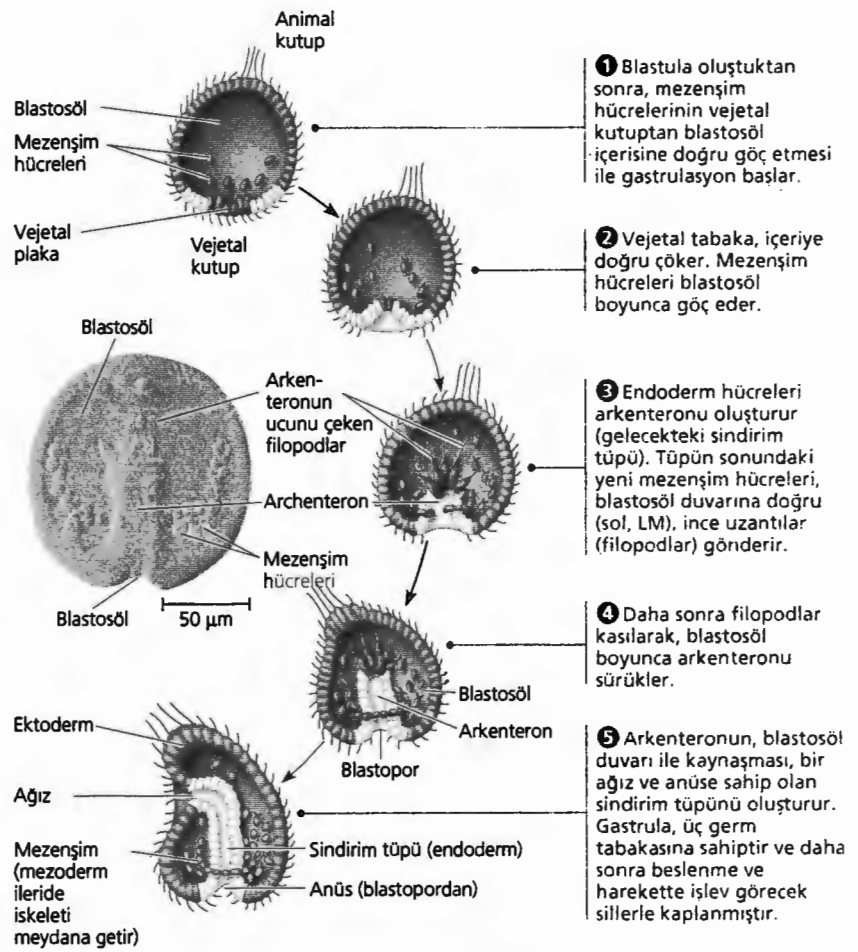 Animal
kutup
Blastosöl
Mezenşim
hücreleri
Vejetal
plaka
Vejetal
kutup
❶ Blastula oluştuktan
sonra, mezenşim
hücrelerinin vejetal
kutuptan blastosöl
içerisine doğru göç etmesi
ile gastrulasyon başlar.
❷ Vejetal tabaka, içeriye
doğru çöker. Mezenşim
hücreleri blastosöl
boyunca göç eder.
Blastosöl
Arken-
teronun
ucunu çeken
filopodlar
Archenteron
Mezenşim
hücreleri
Blastosöl
50 µm
❸ Endoderm hücreleri
arkenteronu oluşturur
(gelecekteki sindirim
tüpü). Tüpün sonundaki
yeni mezenşim hücreleri,
blastosöl duvarına doğru
(sol, LM), ince uzantılar
(filopodlar) gönderir.
❹ Daha sonra filopodlar
kasılarak, blastosöl
boyunca arkenteronu
sürükler.
Blastosöl
Arkenteron
Blastopor
Ektoderm
Ağız
Mezenşim
(mezoderm
ileride
iskeleti
meydana getir)
Sindirim tüpü (endoderm)
Anüs (blastopordan)
❺ Arkenteronun, blastosöl
duvarı ile kaynaşması, bir
ağız ve anüse sahip olan
sindirim tüpünü oluşturur.
Gastrula, üç germ
tabakasına sahiptir ve daha
sonra beslenme ve
harekette işlev görecek
sillerle kaplanmıştır.